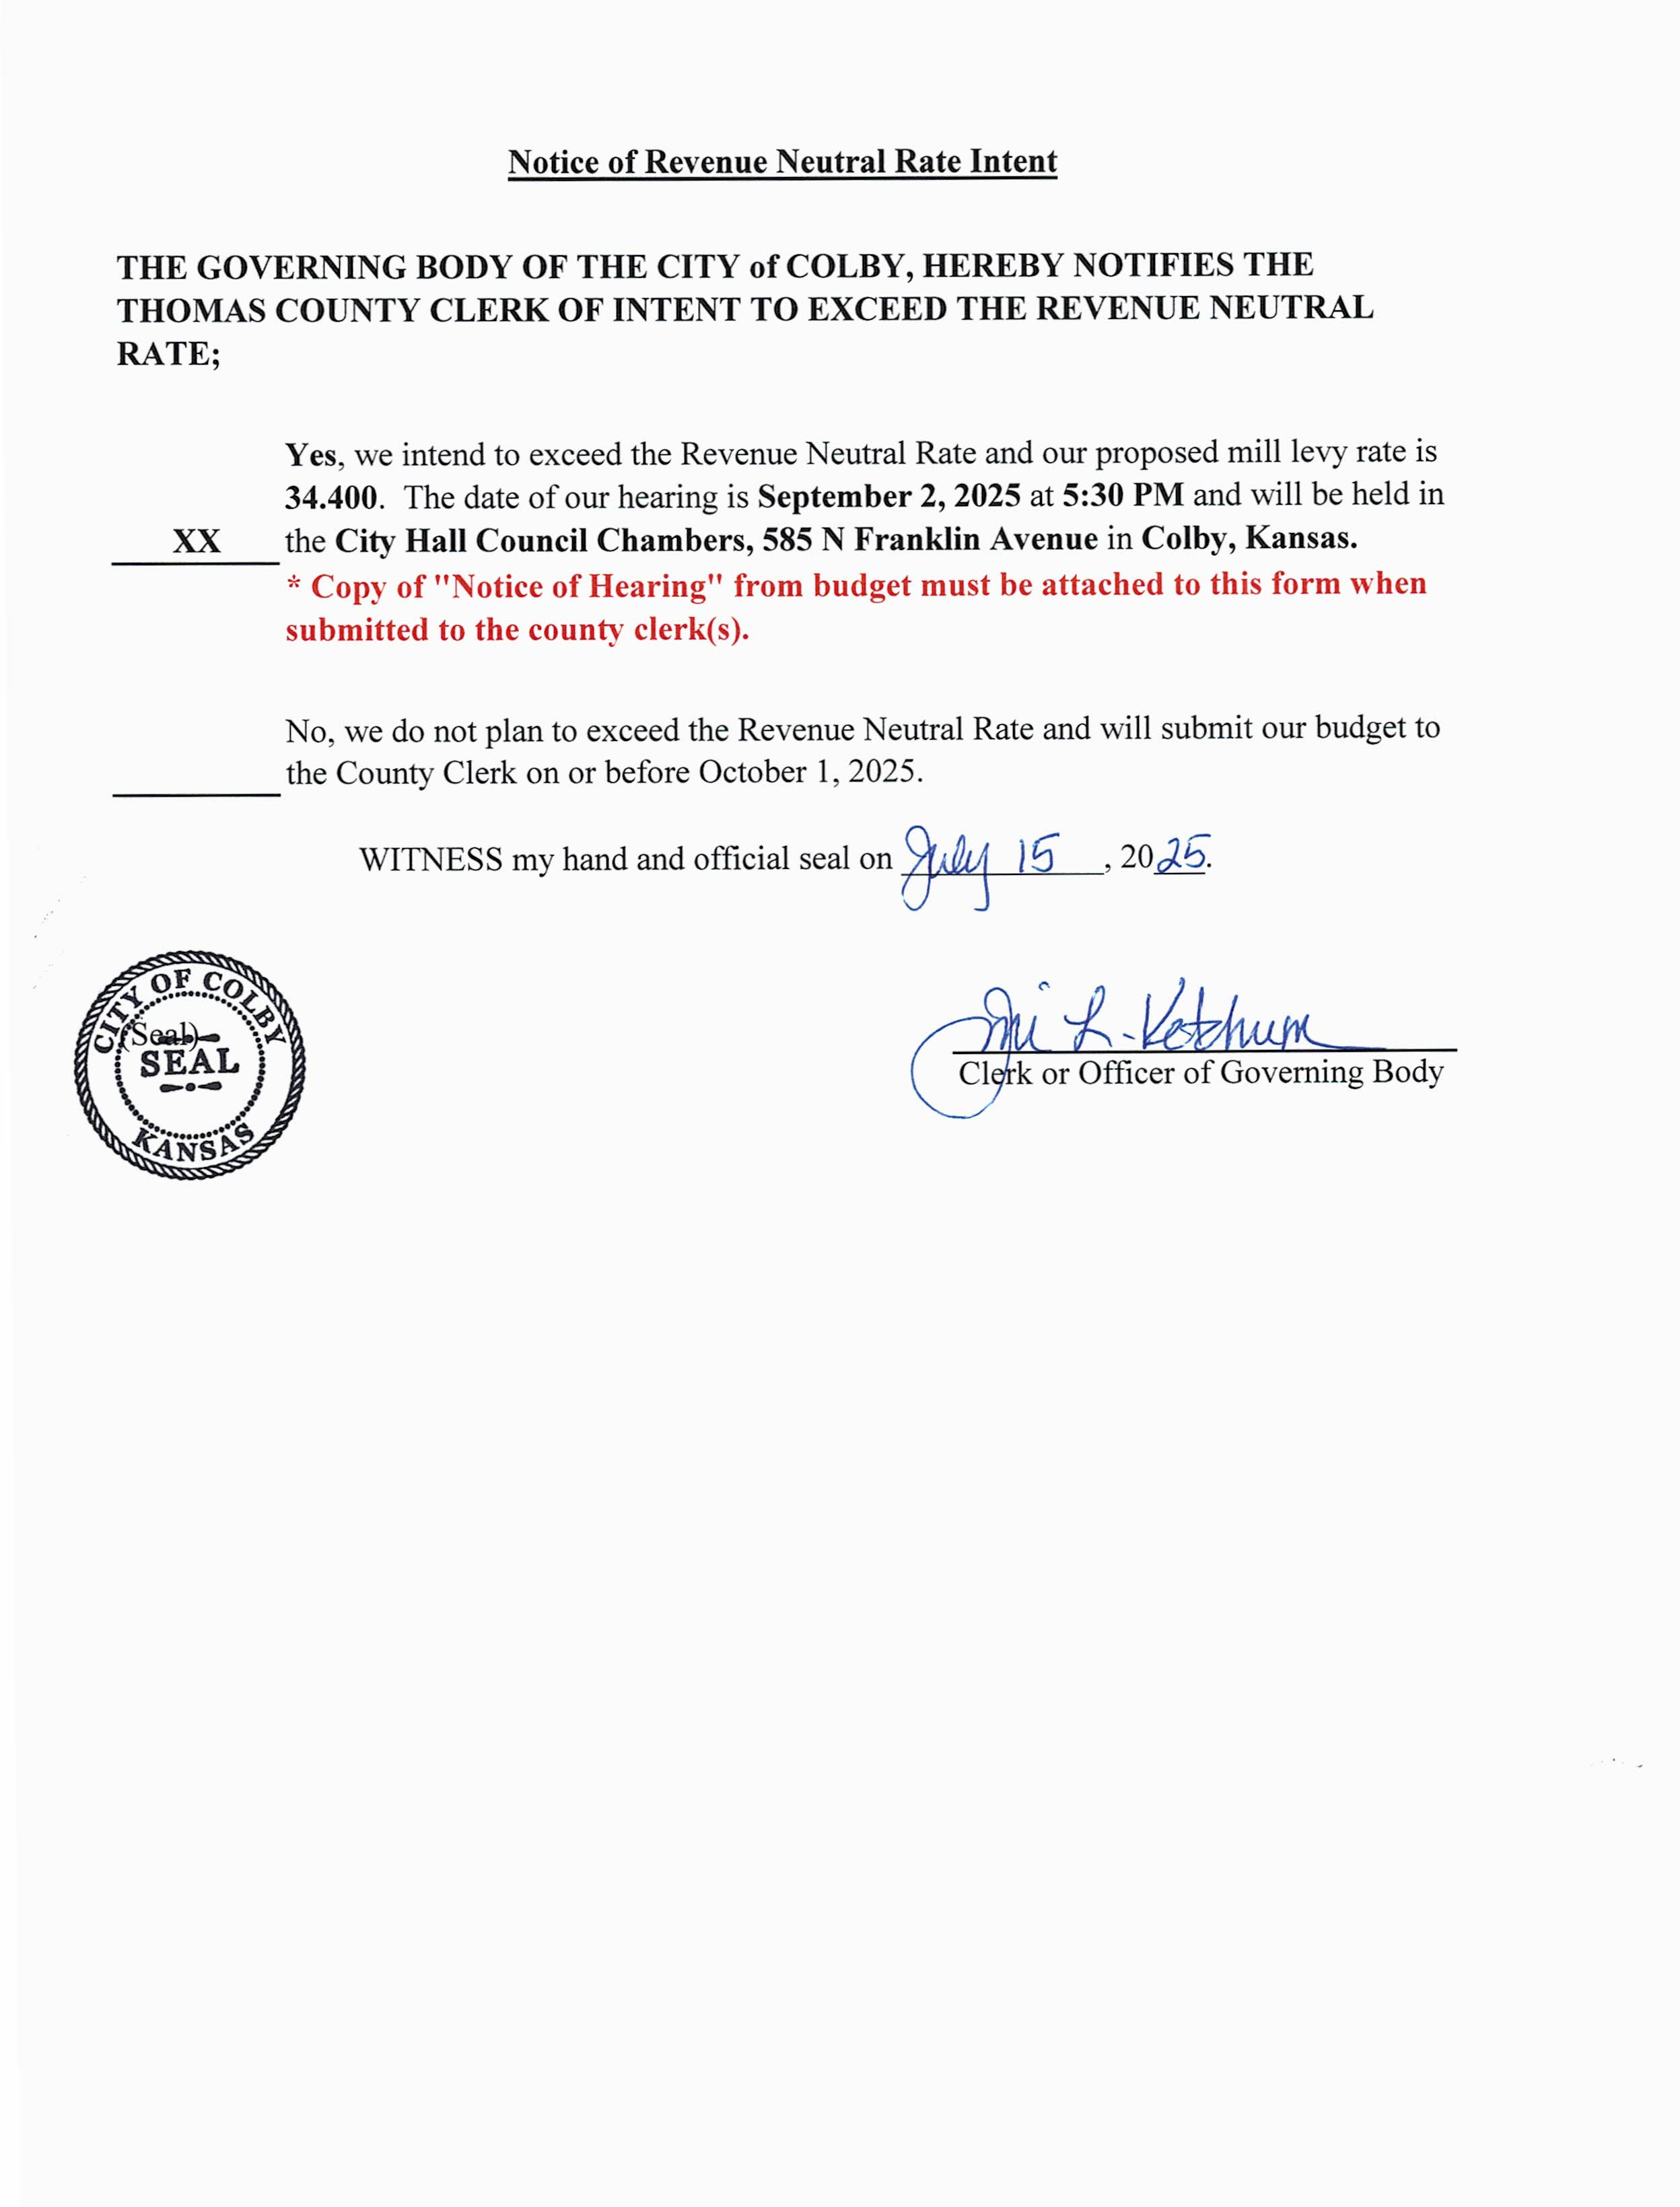 Notice of Revenue Neutral Rate Intent
THE GOVERNING BODY OF THE CITY of COLBY, HEREBY NOTIFIES THE
THOMAS COUNTY CLERK OF INTENT TO EXCEED THE REVENUE NEUTRAL
RATE;
Yes, we intend to exceed the Revenue Neutral Rate and our proposed mill levy rate is
34.400. The date of our hearing is September 2, 2025 at 5:30 PM and will be held in
XX the City Hall Council Chambers, 585 N Franklin Avenue in Colby, Kansas.
* Copy of "Notice of Hearing" from budget must be attached to this form when
submitted to the county clerk(s).
No, we do not plan to exceed the Revenue Neutral Rate and will submit our budget to
the County Clerk on or before October 1, 2025.
WITNESS my hand and official seal on July 15, 2025.
CITY OF COLBY
(Seal)
SEAL
KANSAS
L. Ketchum
Clerk or Officer of Governing Body